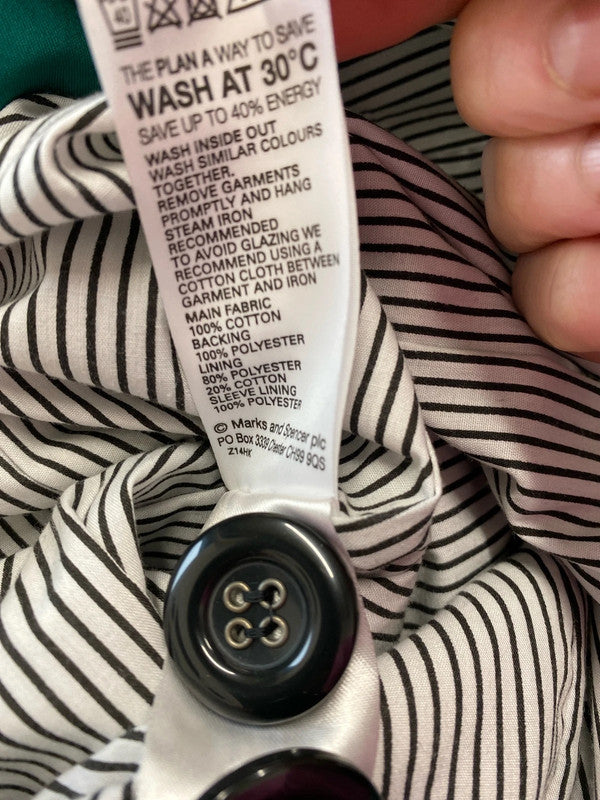 40
THE PLAN A WAY TO SAVE
WASH AT 30°C
SAVE UP TO 40% ENERGY
WASH INSIDE OUT
WASH SIMILAR COLOURS
TOGETHER.
REMOVE GARMENTS
PROMPTLY AND HANG
STEAM IRON
RECOMMENDED
TO AVOID GLAZING WE
RECOMMEND USING A
COTTON CLOTH BETWEEN
GARMENT AND IRON
MAIN FABRIC
100% COTTON
BACKING
100% POLYESTER
LINING
80% POLYESTER
20% COTTON
SLEEVE LINING
100% POLYESTER
© Marks and Spencer plc
PO Box 3339 Chester CH99 9QS
Z14HK